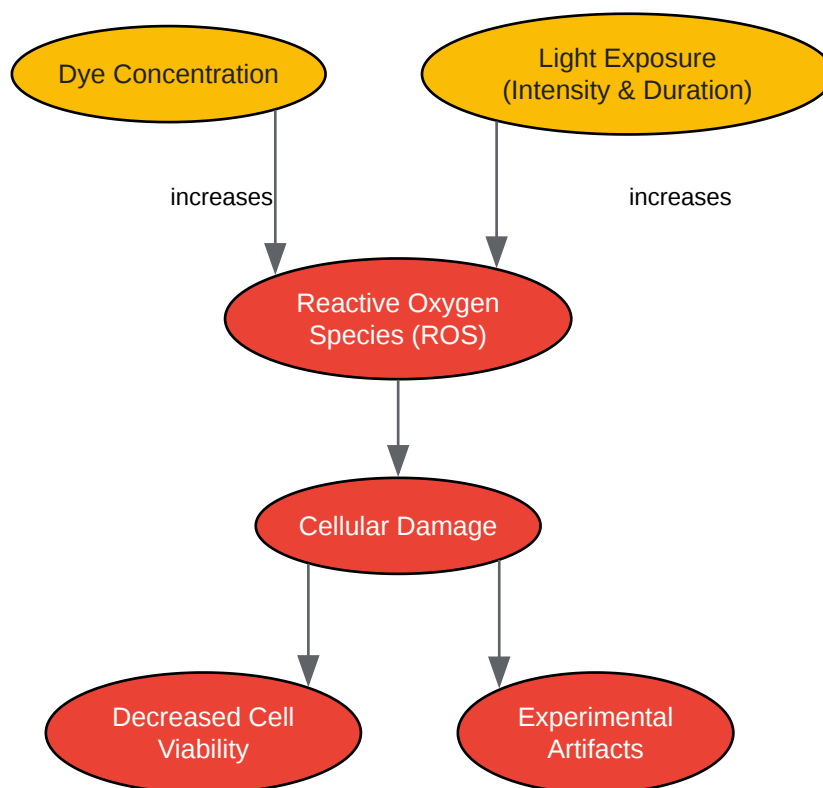 Dye Concentration
Light Exposure
(Intensity & Duration)
increases
increases
Reactive Oxygen
Species (ROS)
Cellular Damage
Decreased Cell
Viability
Experimental
Artifacts